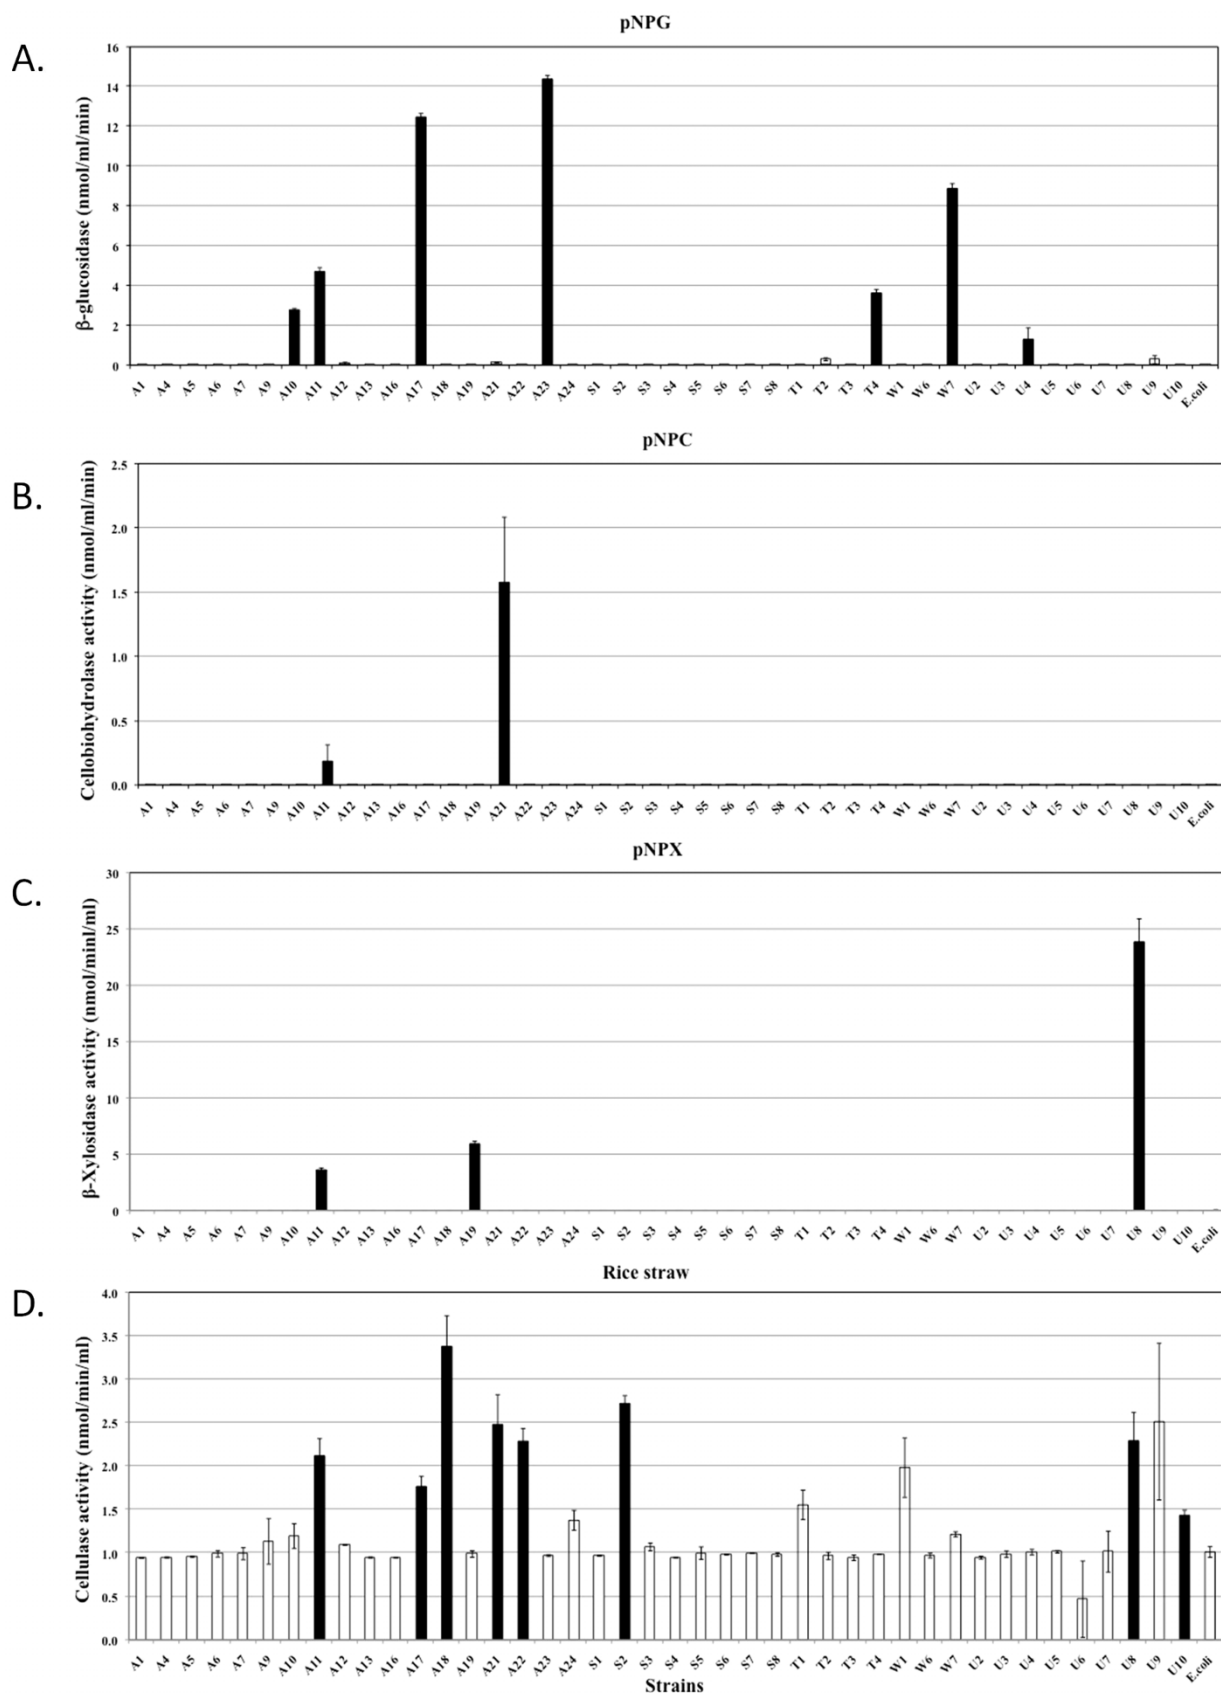 pNPG
A.
β-glucosidase (nmol/ml/min)
16
14
12
10
8
6
4
2
0
A1 A4 A5 A6 A7 A9 A10 A11 A12 A13 A16 A17 A18 A19 A21 A22 A23 A24 S1 S2 S3 S4 S5 S6 S7 S8 T1 T2 T3 T4 W1 W6 W7 U2 U3 U4 U5 U6 U7 U8 U9 U10 E.coli
pNPC
B.
Cellobiohydrolase activity (nmol/ml/min)
2.5
2.0
1.5
1.0
0.5
0.0
A1 A4 A5 A6 A7 A9 A10 A11 A12 A13 A16 A17 A18 A19 A21 A22 A23 A24 S1 S2 S3 S4 S5 S6 S7 S8 T1 T2 T3 T4 W1 W6 W7 U2 U3 U4 U5 U6 U7 U8 U9 U10 E.coli
pNPX
C.
β-Xylosidase activity (nmol/minl/ml)
30
25
20
15
10
5
0
A1 A4 A5 A6 A7 A9 A10 A11 A12 A13 A16 A17 A18 A19 A21 A22 A23 A24 S1 S2 S3 S4 S5 S6 S7 S8 T1 T2 T3 T4 W1 W6 W7 U2 U3 U4 U5 U6 U7 U8 U9 U10 E.coli
Rice straw
D.
Cellulase activity (nmol/min/ml)
4.0
3.5
3.0
2.5
2.0
1.5
1.0
0.5
0.0
A1 A4 A5 A6 A7 A9 A10 A11 A12 A13 A16 A17 A18 A19 A21 A22 A23 A24 S1 S2 S3 S4 S5 S6 S7 S8 T1 T2 T3 T4 W1 W6 W7 U2 U3 U4 U5 U6 U7 U8 U9 U10 E.coli
Strains